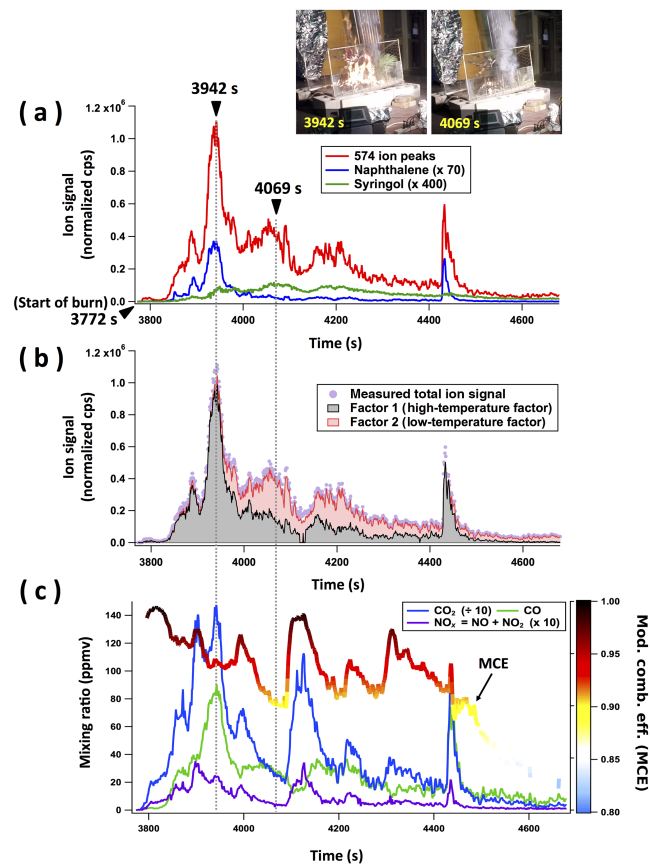 3942 s
4069 s
( a )
3942 s
4069 s
1.2 x10⁶
1.0
0.8
0.6
0.4
0.2
0.0
Ion signal
(normalized cps)
574 ion peaks
Naphthalene (x 70)
Syringol (x 400)
(Start of burn)
3772 s
3800
4000
4200
4400
4600
Time (s)
( b )
1.2 x10⁶
1.0
0.8
0.6
0.4
0.2
0.0
Ion signal
(normalized cps)
Measured total ion signal
Factor 1 (high-temperature factor)
Factor 2 (low-temperature factor)
3800
4000
4200
4400
4600
Time (s)
( c )
140
120
100
80
60
40
20
0
Mixing ratio (ppmv)
CO₂ (÷ 10)
CO
NOₓ = NO + NO₂ (x 10)
MCE
1.00
0.95
0.90
0.85
0.80
Mod. comb. eff. (MCE)
3800
4000
4200
4400
4600
Time (s)